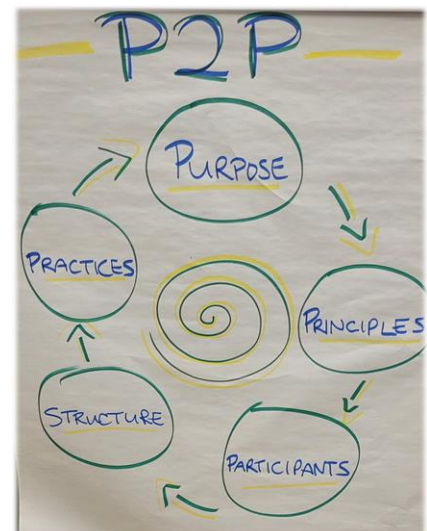 P2P
PURPOSE
PRINCIPLES
PARTICIPANTS
STRUCTURE
PRACTICES